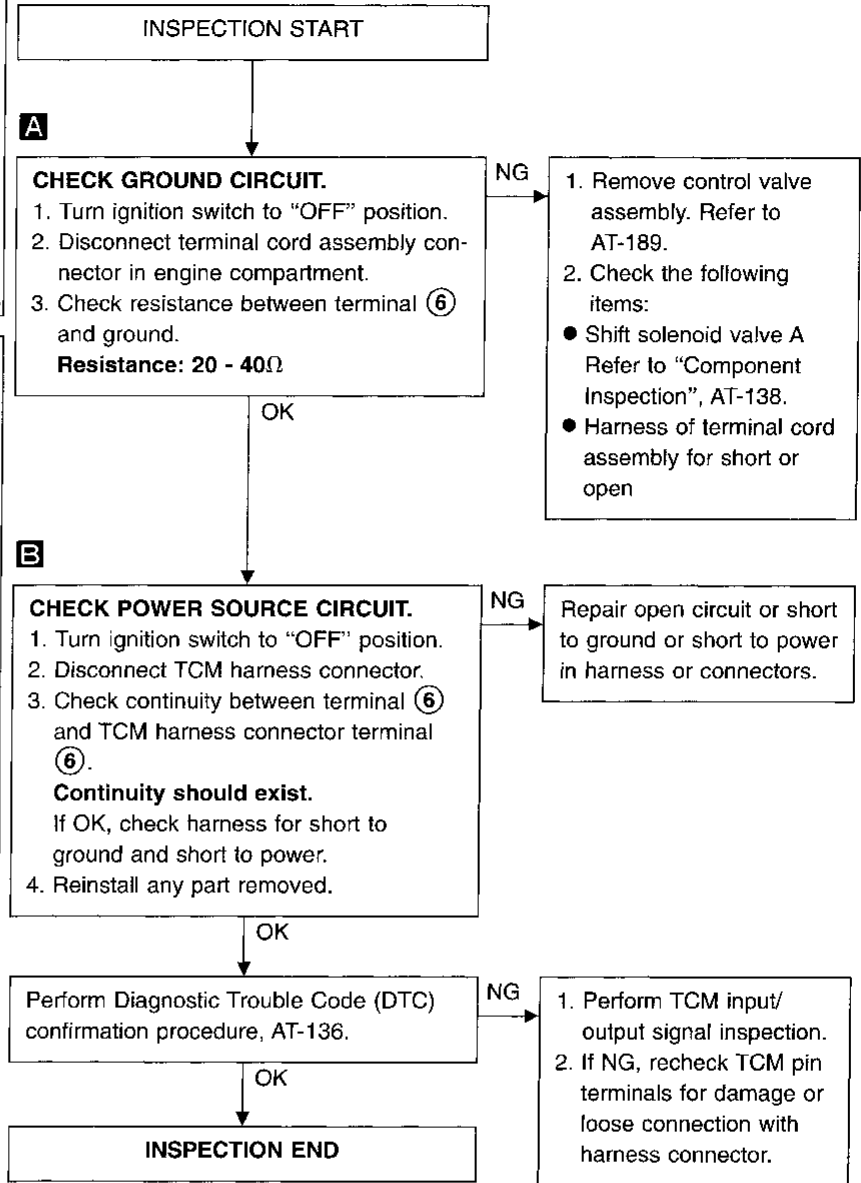 INSPECTION START
A
CHECK GROUND CIRCUIT.
1. Turn ignition switch to “OFF” position.
2. Disconnect terminal cord assembly con-
nector in engine compartment.
3. Check resistance between terminal ⑥
and ground.
Resistance: 20 - 40Ω
NG
1. Remove control valve
assembly. Refer to
AT-189.
2. Check the following
items:
● Shift solenoid valve A
Refer to “Component
Inspection”, AT-138.
● Harness of terminal cord
assembly for short or
open
OK
B
CHECK POWER SOURCE CIRCUIT.
1. Turn ignition switch to “OFF” position.
2. Disconnect TCM harness connector.
3. Check continuity between terminal ⑥
and TCM harness connector terminal
⑥.
Continuity should exist.
If OK, check harness for short to
ground and short to power.
4. Reinstall any part removed.
NG
Repair open circuit or short
to ground or short to power
in harness or connectors.
OK
Perform Diagnostic Trouble Code (DTC)
confirmation procedure, AT-136.
NG
1. Perform TCM input/
output signal inspection.
2. If NG, recheck TCM pin
terminals for damage or
loose connection with
harness connector.
OK
INSPECTION END